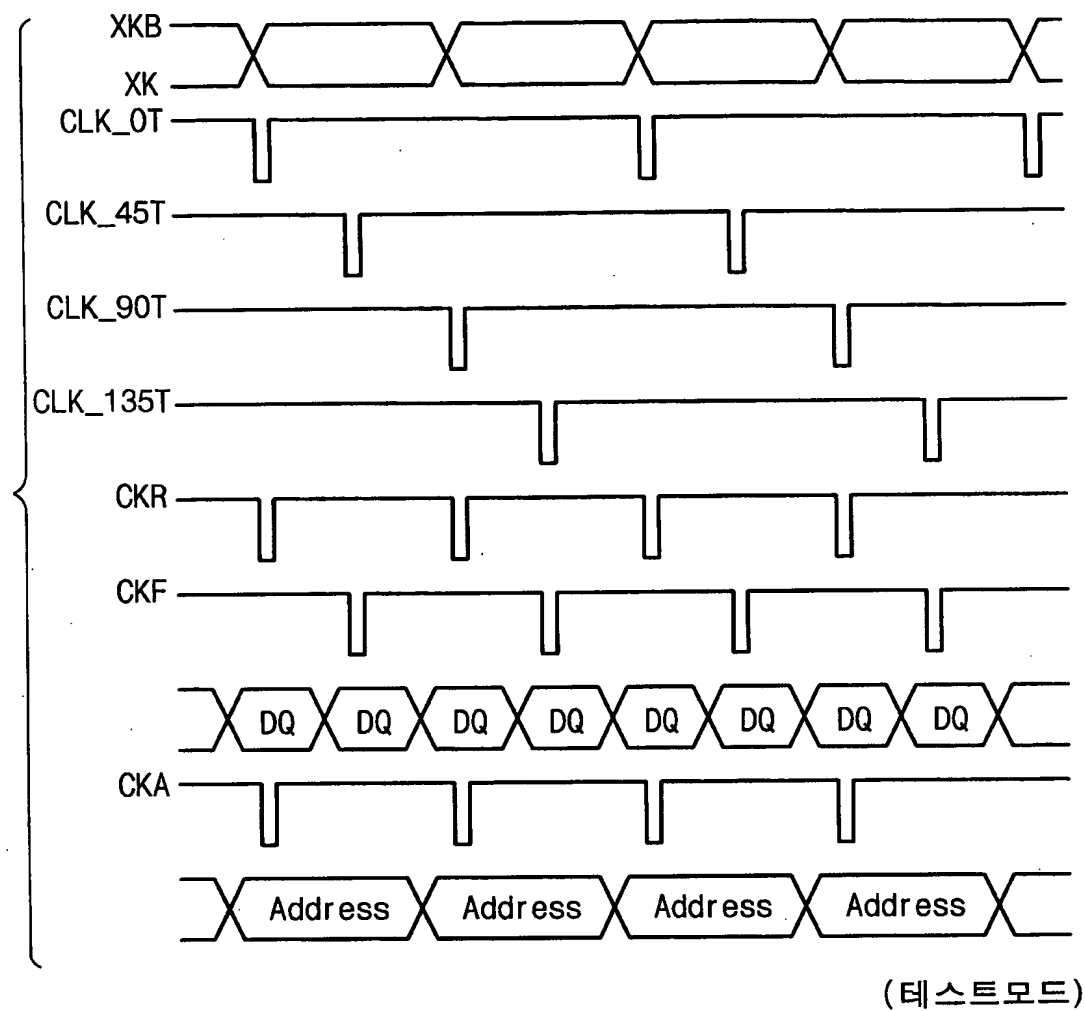 XKB
XK
CLK_0T
CLK_45T
CLK_90T
CLK_135T
CKR
CKF
DQ DQ DQ DQ DQ DQ DQ DQ
CKA
Address Address Address Address
(테스트모드)